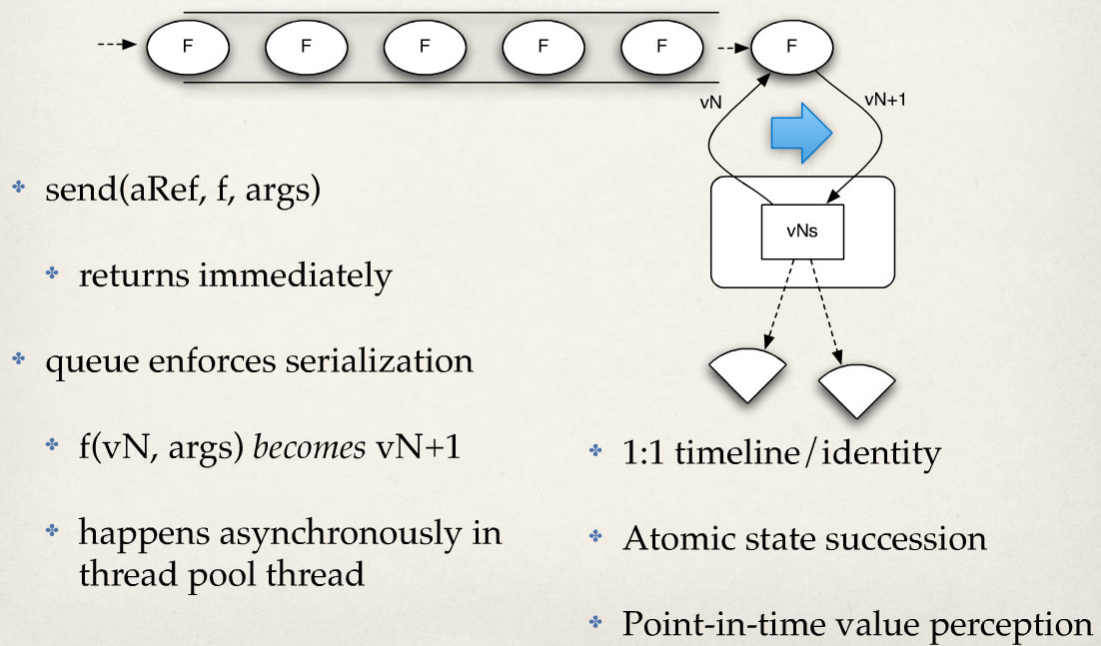 F F F F F F
vN vN+1
vNs
send(aRef, f, args)
returns immediately
queue enforces serialization
f(vN, args) becomes vN+1
happens asynchronously in
thread pool thread
1:1 timeline/identity
Atomic state succession
Point-in-time value perception